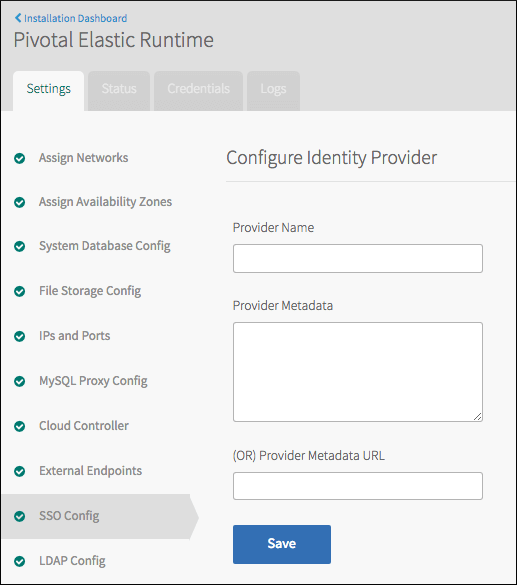 Installation Dashboard
Pivotal Elastic Runtime
Settings
Status
Credentials
Logs
Assign Networks
Assign Availability Zones
System Database Config
File Storage Config
IPs and Ports
MySQL Proxy Config
Cloud Controller
External Endpoints
SSO Config
LDAP Config
Configure Identity Provider
Provider Name
Provider Metadata
(OR) Provider Metadata URL
Save